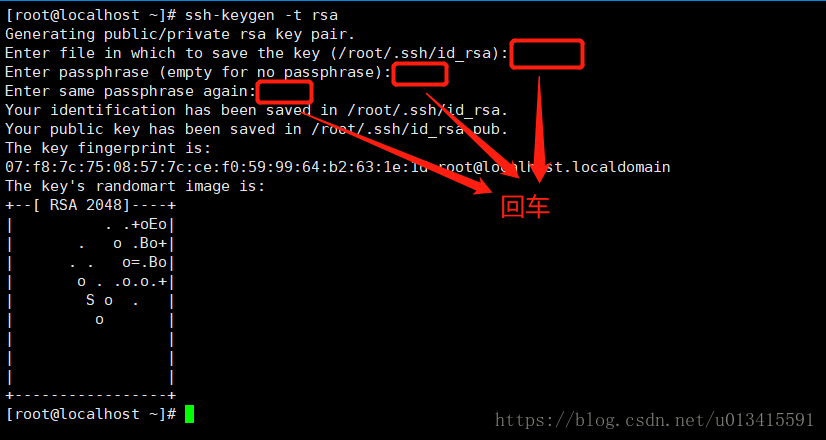 [root@localhost ~]# ssh-keygen -t rsa
Generating public/private rsa key pair.
Enter file in which to save the key (/root/.ssh/id_rsa):
Enter passphrase (empty for no passphrase):
Enter same passphrase again:
Your identification has been saved in /root/.ssh/id_rsa.
Your public key has been saved in /root/.ssh/id_rsa.pub.
The key fingerprint is:
07:f8:7c:75:08:57:7c:ce:f0:59:99:64:b2:63:1e:1d root@localhost.localdomain
The key's randomart image is:
回车
+--[ RSA 2048]----+
|          . .+oEo|
|       .   o .Bo+|
|      . .   o=.Bo|
|       o . .o.o.+|
|        S o  .   |
|         o       |
|                 |
|                 |
|                 |
+-----------------+
[root@localhost ~]#
https://blog.csdn.net/u013415591